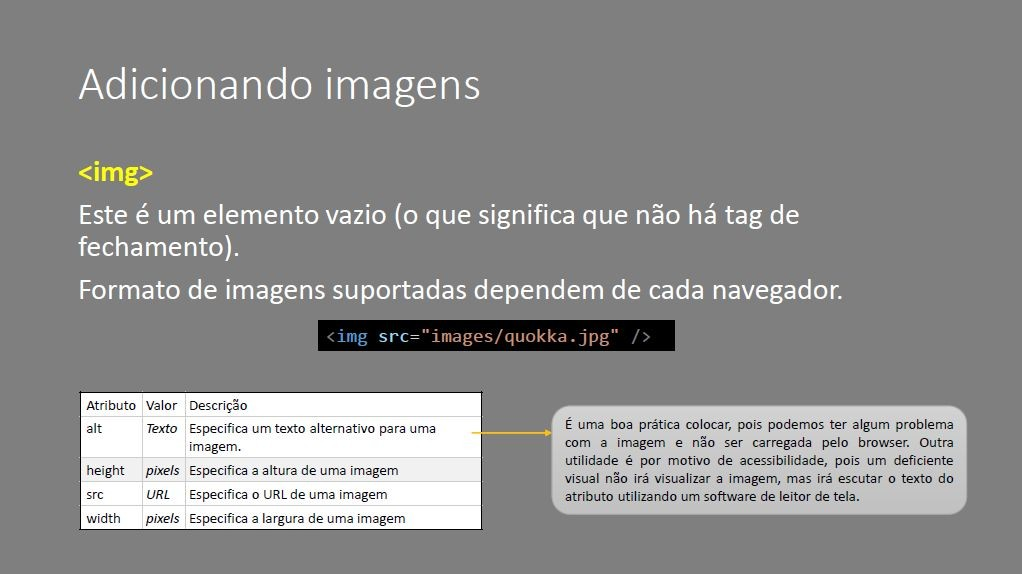 Adicionando imagens
<img>
Este é um elemento vazio (o que significa que não há tag de
fechamento).
Formato de imagens suportadas dependem de cada navegador.
<img src="images/quokka.jpg" />
Atributo Valor Descrição
alt Texto Especifica um texto alternativo para uma
imagem.
height pixels Especifica a altura de uma imagem
src URL Especifica o URL de uma imagem
width pixels Especifica a largura de uma imagem
É uma boa prática colocar, pois podemos ter algum problema
com a imagem e não ser carregada pelo browser. Outra
utilidade é por motivo de acessibilidade, pois um deficiente
visual não irá visualizar a imagem, mas irá escutar o texto do
atributo utilizando um software de leitor de tela.